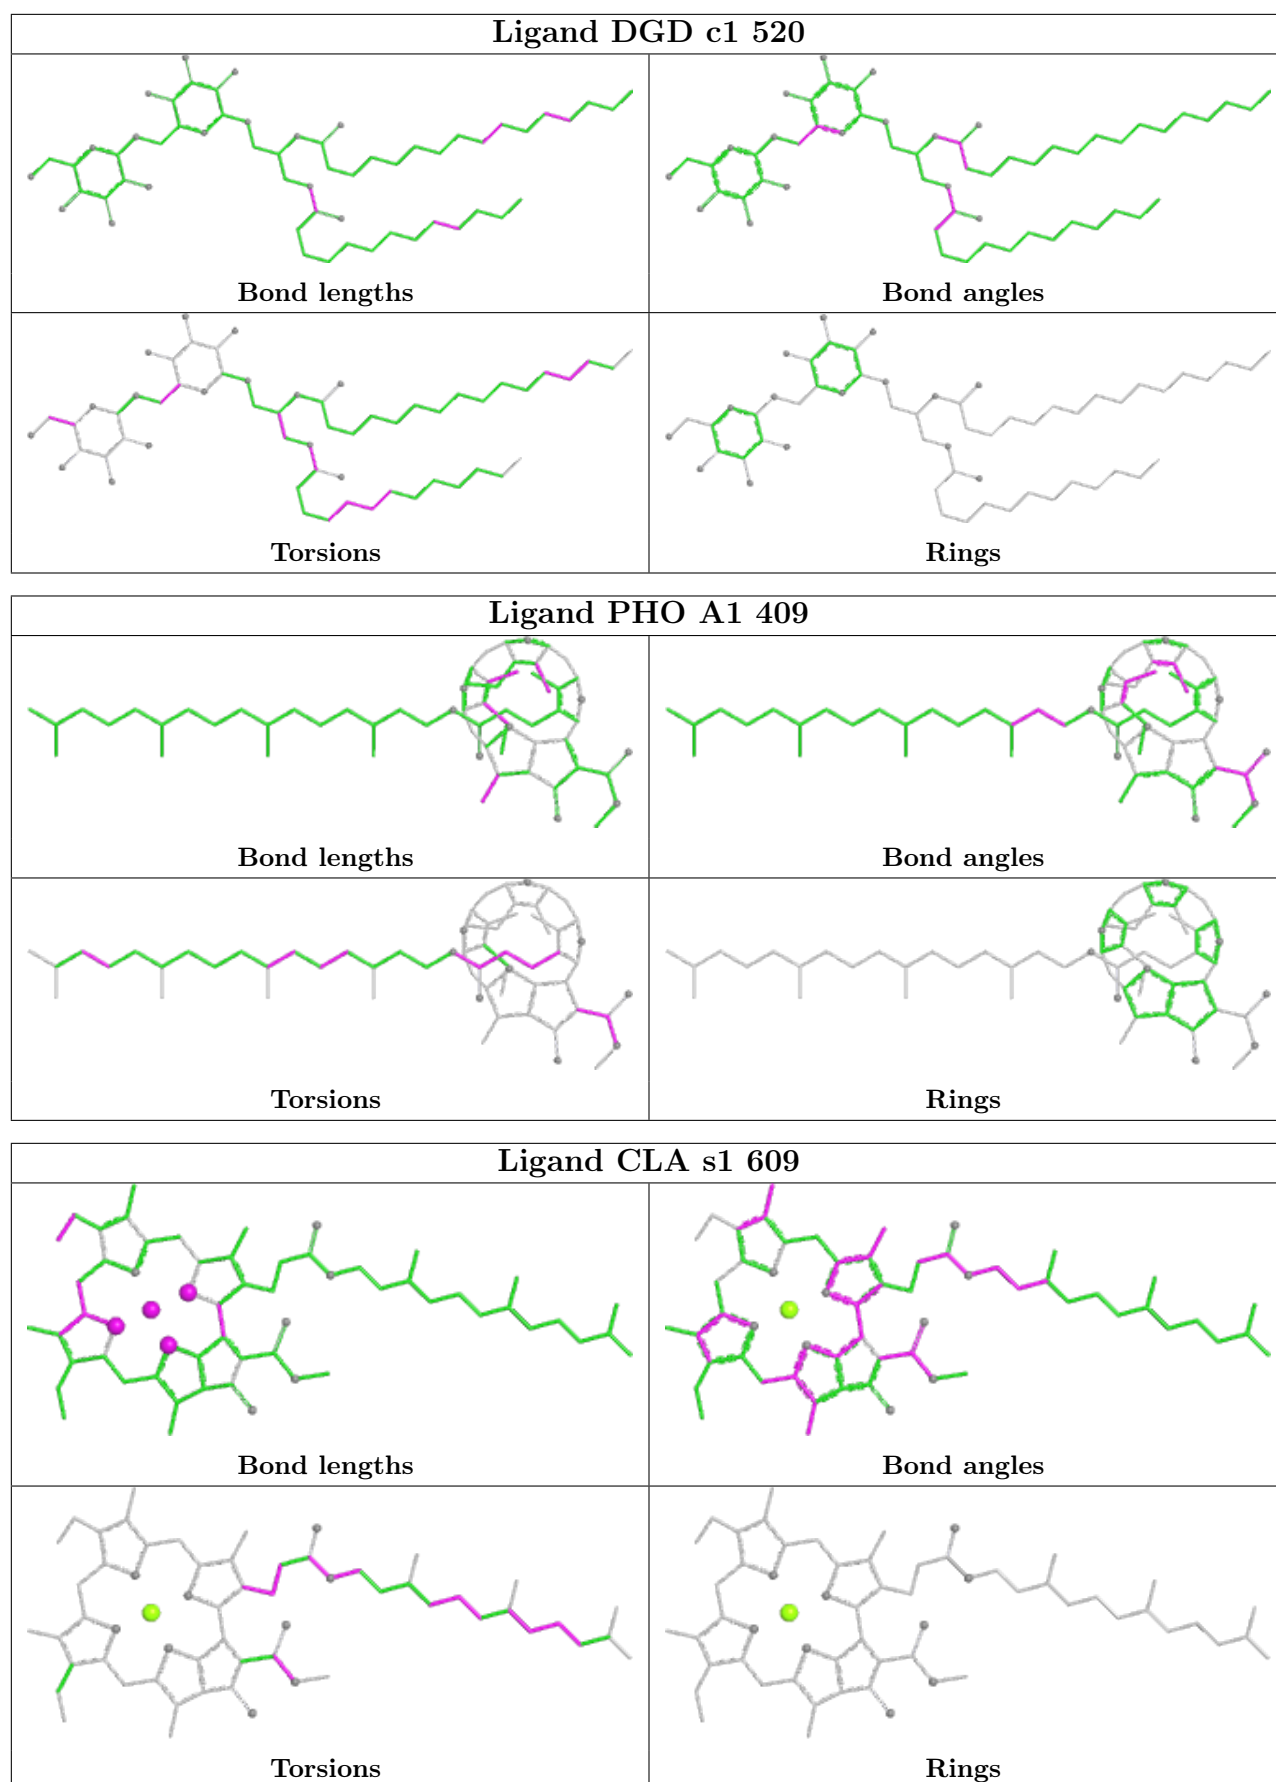 Ligand DGD c1 520
Bond lengths
Bond angles
Torsions
Rings
Ligand PHO A1 409
Bond lengths
Bond angles
Torsions
Rings
Ligand CLA s1 609
Bond lengths
Bond angles
Torsions
Rings